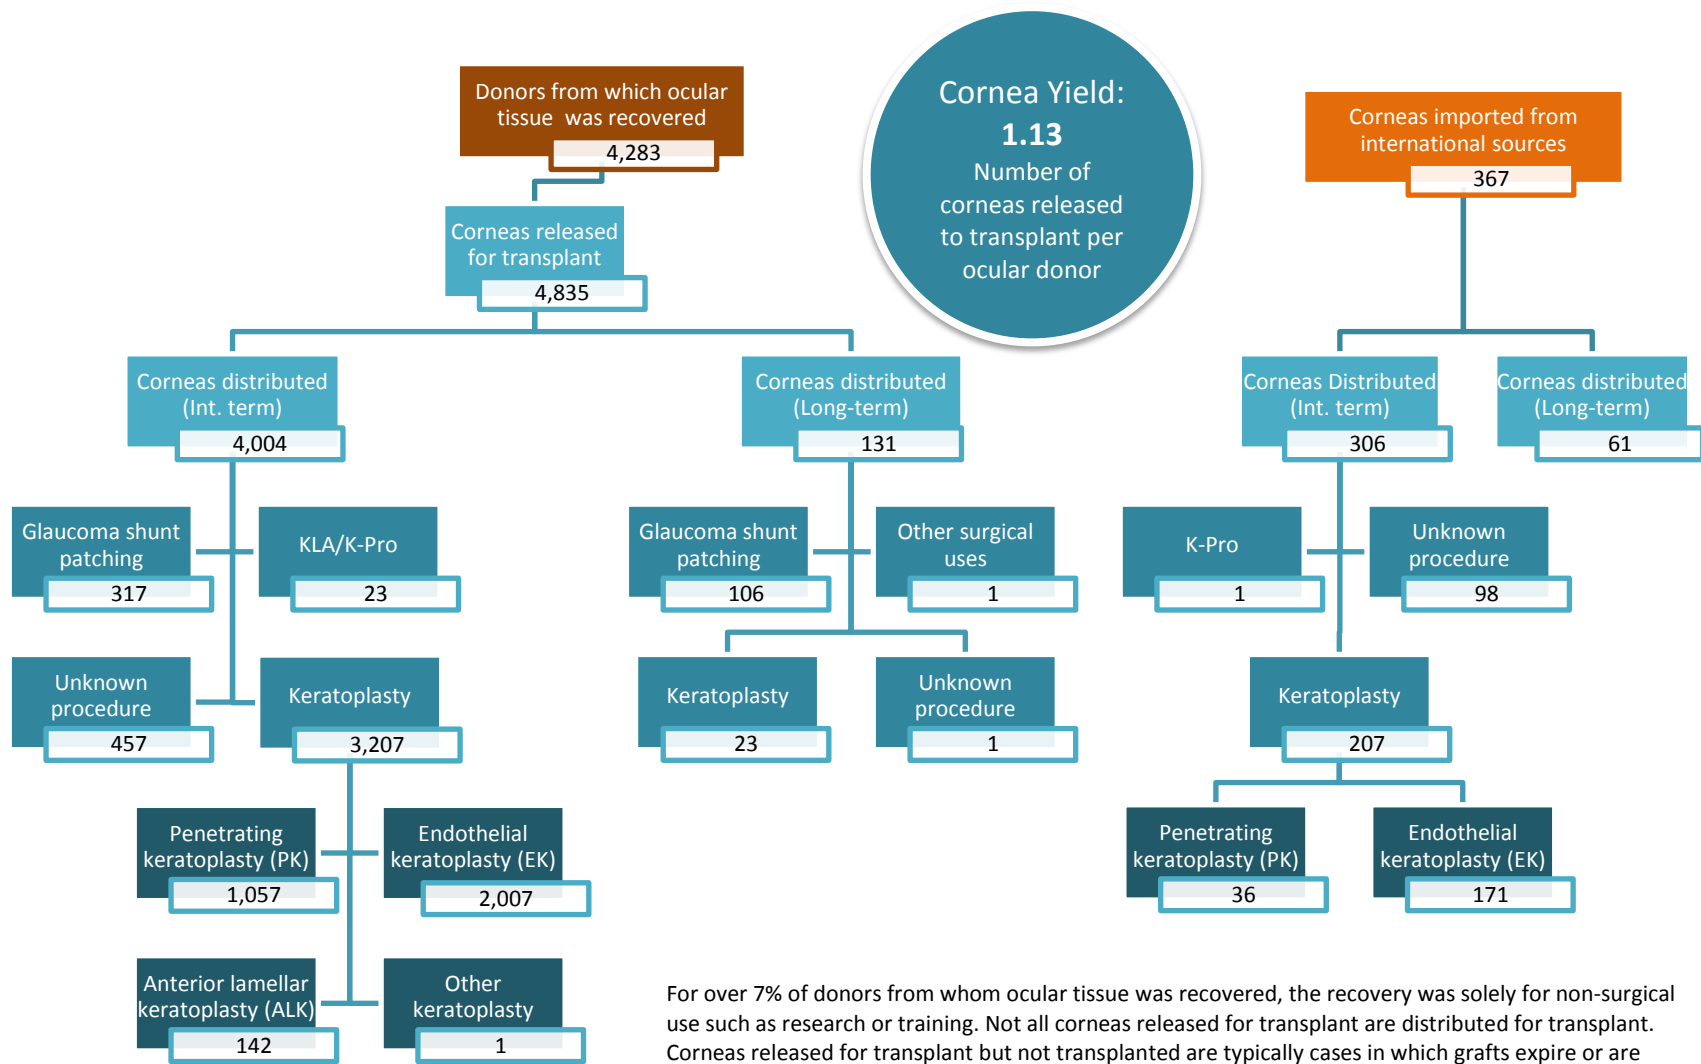 Donors from which ocular
tissue was recovered
4,283
Cornea Yield:
1.13
Number of
corneas released
to transplant per
ocular donor
Corneas imported from
international sources
367
Corneas released
for transplant
4,835
Corneas distributed
(Int. term)
4,004
Corneas distributed
(Long-term)
131
Corneas Distributed
(Int. term)
306
Corneas distributed
(Long-term)
61
Glaucoma shunt
patching
317
KLA/K-Pro
23
Glaucoma shunt
patching
106
Other surgical
uses
1
K-Pro
1
Unknown
procedure
98
Unknown
procedure
457
Keratoplasty
3,207
Keratoplasty
23
Unknown
procedure
1
Keratoplasty
207
Penetrating
keratoplasty (PK)
1,057
Endothelial
keratoplasty (EK)
2,007
Penetrating
keratoplasty (PK)
36
Endothelial
keratoplasty (EK)
171
Anterior lamellar
keratoplasty (ALK)
142
Other
keratoplasty
1
For over 7% of donors from whom ocular tissue was recovered, the recovery was solely for non-surgical
use such as research or training. Not all corneas released for transplant are distributed for transplant.
Corneas released for transplant but not transplanted are typically cases in which grafts expire or are